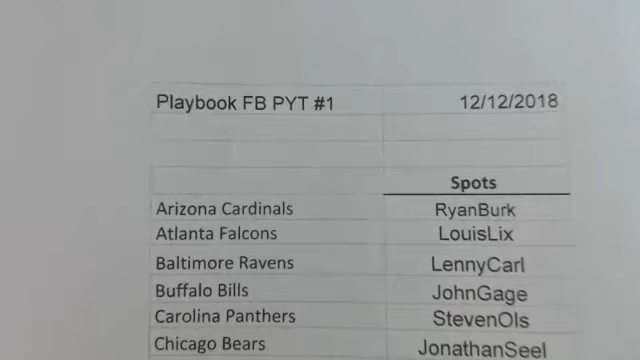 Playbook FB PYT #1 12/12/2018
Spots
Arizona Cardinals RyanBurk
Atlanta Falcons LouisLix
Baltimore Ravens LennyCarl
Buffalo Bills JohnGage
Carolina Panthers StevenOls
Chicago Bears JonathanSeel